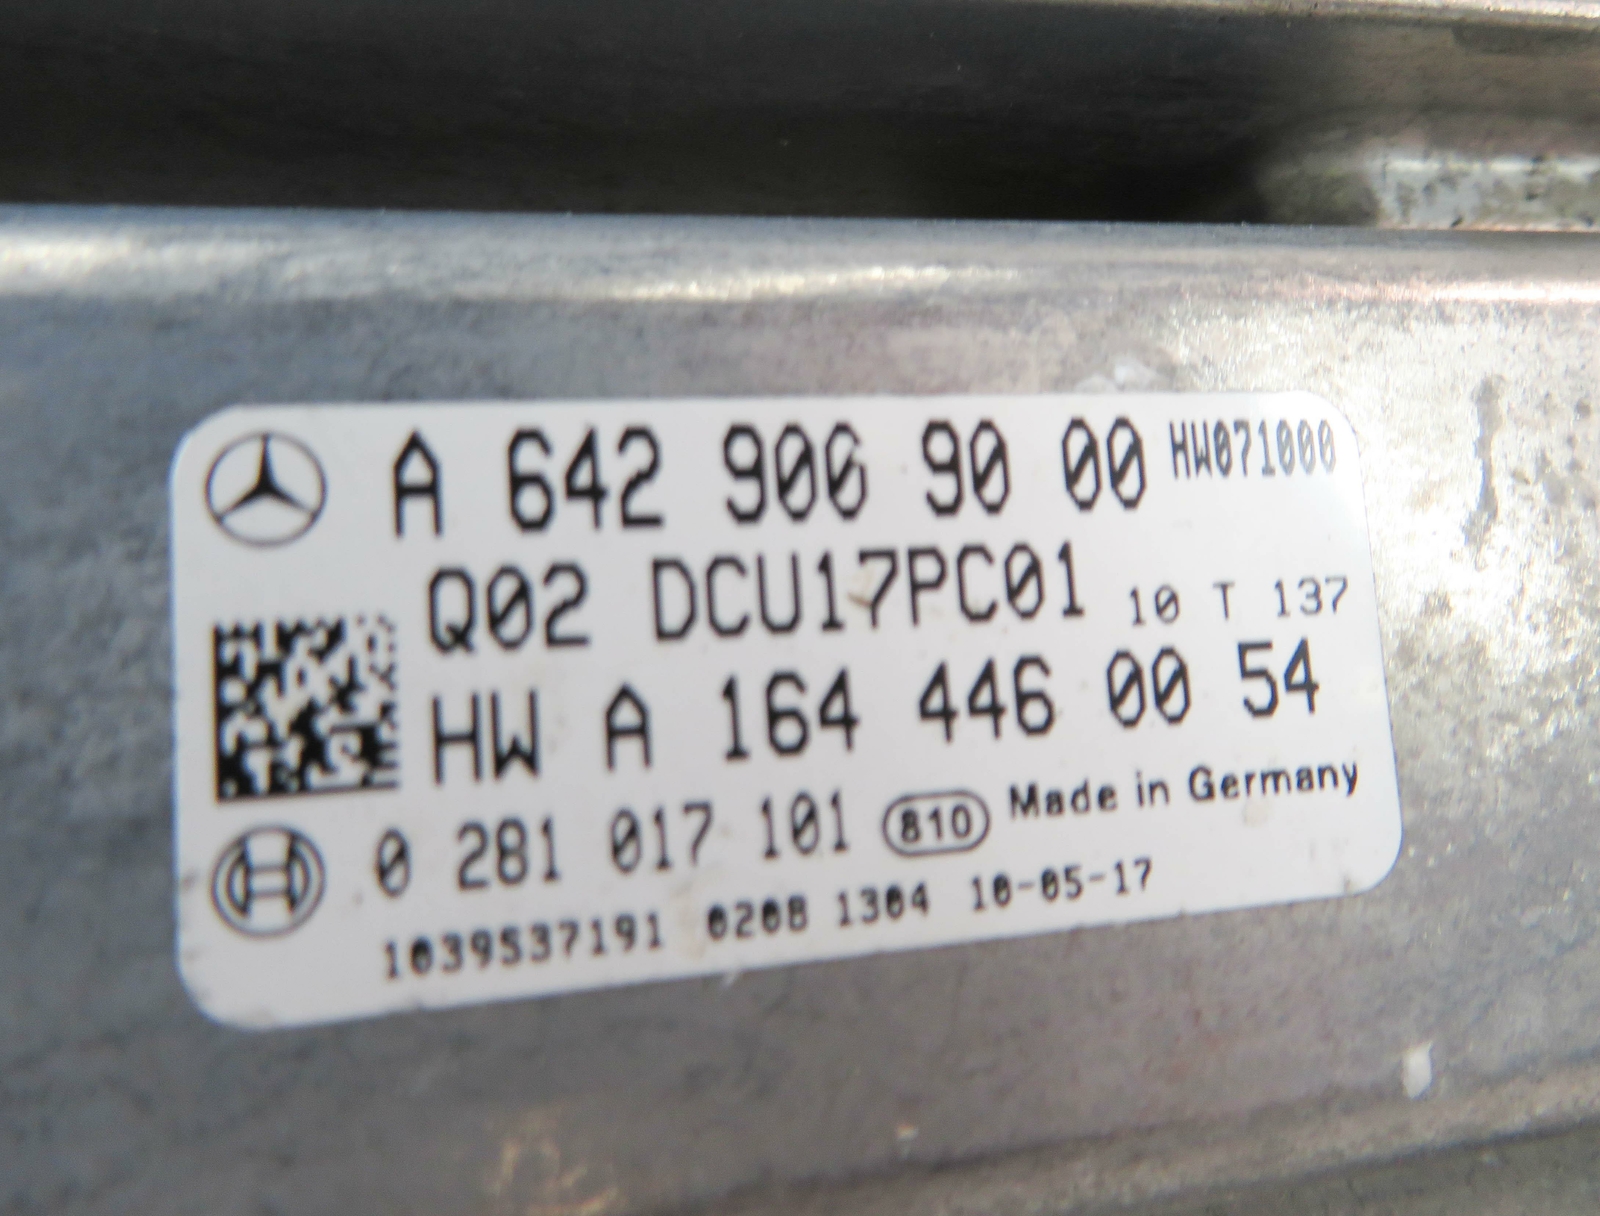 A 642 900 90 00 HW071000
Q02 DCU17PC01 10 T 137
HW A 164 446 00 54
0 281 017 101 810 Made in Germany
1039S37191 0208 1304 10-05-17